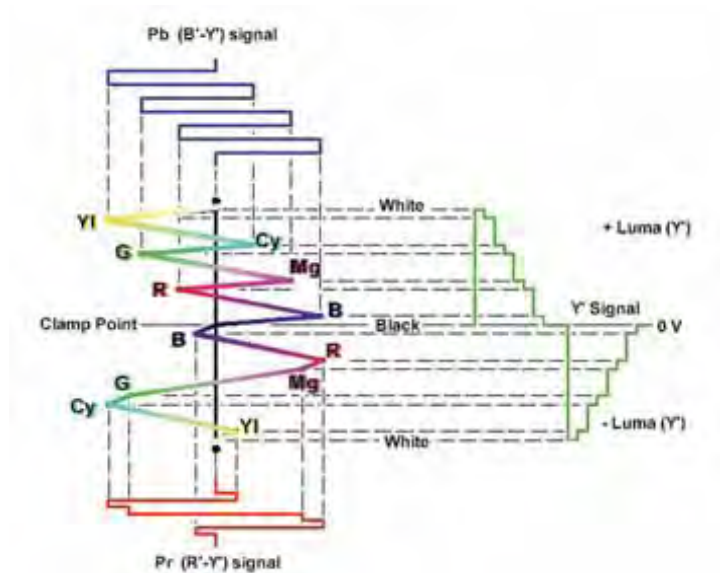 Pb (B'-Y') signal
White
Yl
+ Luma (Y')
Cy
G
Mg
R
B
Y' Signal
Clamp Point
Black
0 V
B
R
G
Mg
Cy
Yl
- Luma (Y')
White
Pr (R'-Y') signal